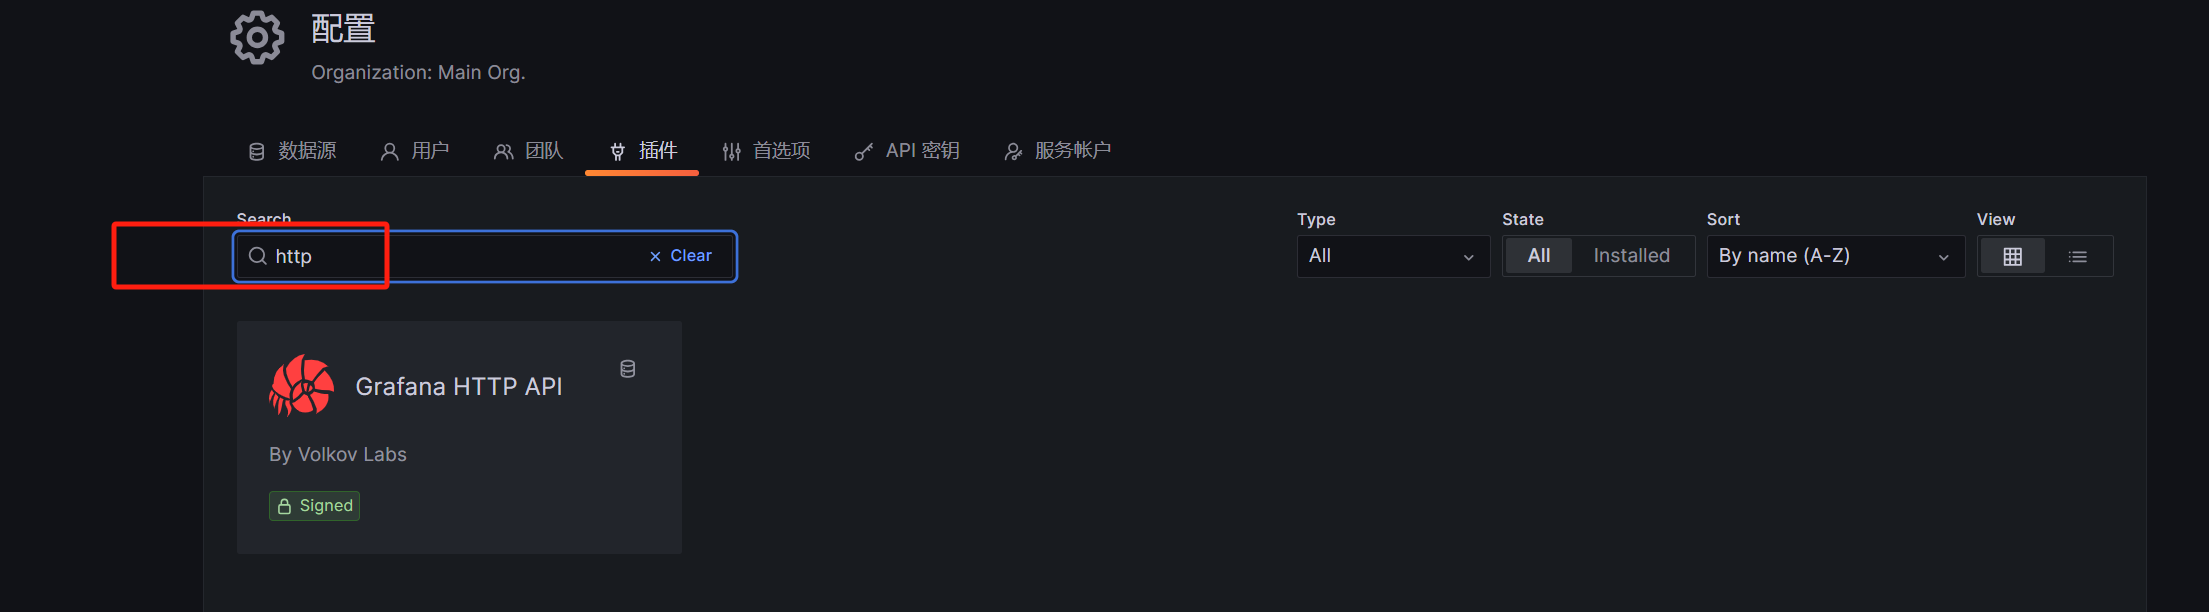 配置
Organization: Main Org.
数据源 用户 团队 插件 首选项 API 密钥 服务帐户
Search Type State Sort View
http Clear All All Installed By name (A-Z)
Grafana HTTP API
By Volkov Labs
Signed